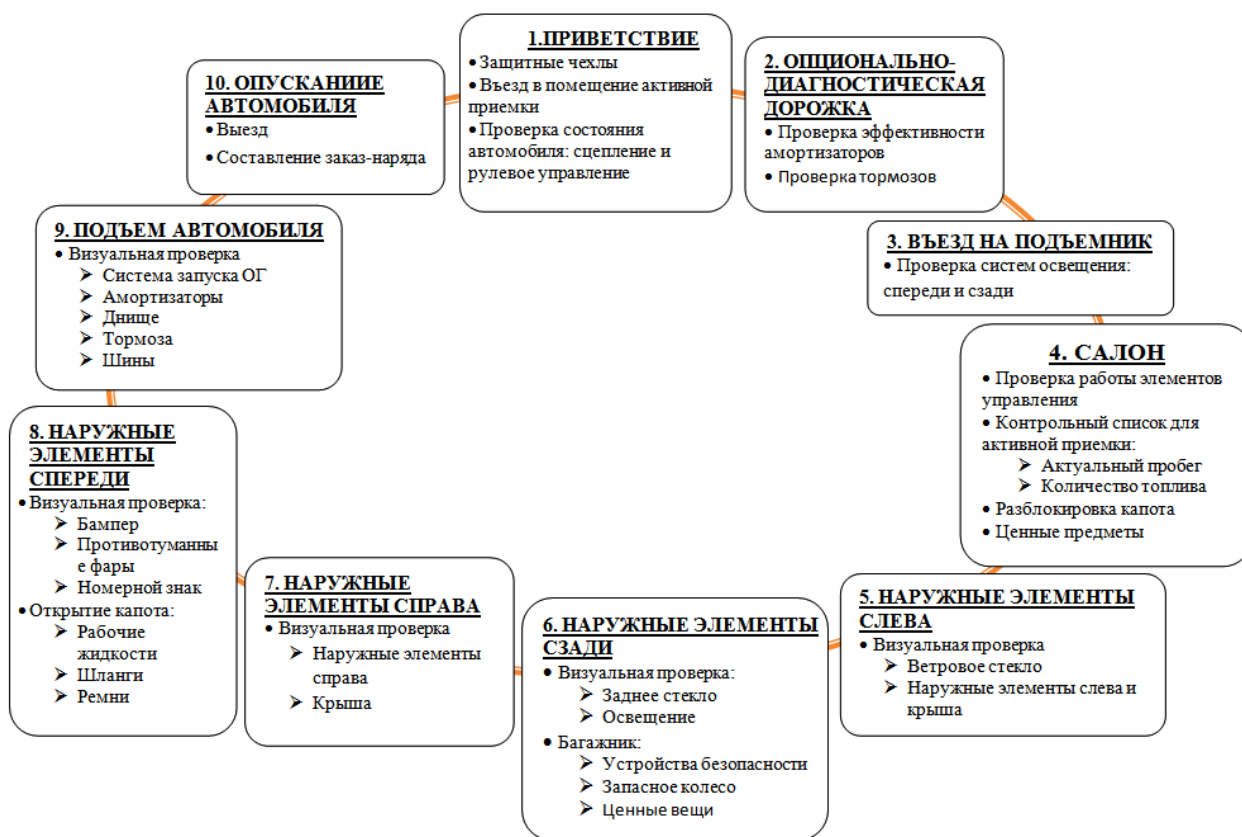 1.ПРИВЕТСТВИЕ
• Защитные чехлы
• Въезд в помещение активной
приемки
• Проверка состояния
автомобиля: сцепление и
рулевое управление
2. ОПЦИОНАЛЬНО-
ДИАГНОСТИЧЕСКАЯ
ДОРОЖКА
• Проверка эффективности
амортизаторов
• Проверка тормозов
3. ВЪЕЗД НА ПОДЪЕМНИК
• Проверка систем освещения:
спереди и сзади
4. САЛОН
• Проверка работы элементов
управления
• Контрольный список для
активной приемки:
➢ Актуальный пробег
➢ Количество топлива
• Разблокировка капота
• Ценные предметы
5. НАРУЖНЫЕ ЭЛЕМЕНТЫ
СЛЕВА
• Визуальная проверка
➢ Ветровое стекло
➢ Наружные элементы слева и
крыша
6. НАРУЖНЫЕ ЭЛЕМЕНТЫ
СЗАДИ
• Визуальная проверка:
➢ Заднее стекло
➢ Освещение
• Багажник:
➢ Устройства безопасности
➢ Запасное колесо
➢ Ценные вещи
7. НАРУЖНЫЕ
ЭЛЕМЕНТЫ СПРАВА
• Визуальная проверка
➢ Наружные элементы
справа
➢ Крыша
8. НАРУЖНЫЕ
ЭЛЕМЕНТЫ
СПЕРЕДИ
• Визуальная проверка:
➢ Бампер
➢ Противотуманны
е фары
➢ Номерной знак
• Открытие капота:
➢ Рабочие
жидкости
➢ Шланги
➢ Ремни
9. ПОДЪЕМ АВТОМОБИЛЯ
• Визуальная проверка
➢ Система запуска ОГ
➢ Амортизаторы
➢ Днище
➢ Тормоза
➢ Шины
10. ОПУСКАНИИЕ
АВТОМОБИЛЯ
• Выезд
• Составление заказ-наряда